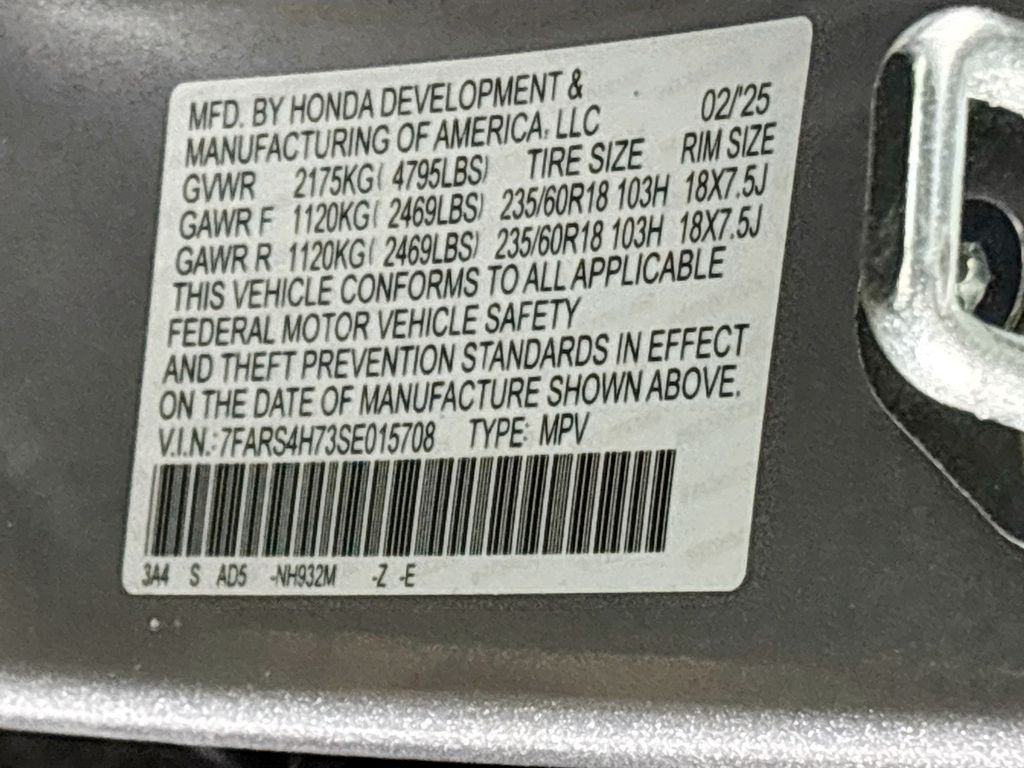 MFD. BY HONDA DEVELOPMENT &
MANUFACTURING OF AMERICA, LLC 02/'25
GVWR 2175KG( 4795LBS) TIRE SIZE RIM SIZE
GAWR F 1120KG( 2469LBS) 235/60R18 103H 18X7.5J
GAWR R 1120KG( 2469LBS) 235/60R18 103H 18X7.5J
THIS VEHICLE CONFORMS TO ALL APPLICABLE
FEDERAL MOTOR VEHICLE SAFETY
AND THEFT PREVENTION STANDARDS IN EFFECT
ON THE DATE OF MANUFACTURE SHOWN ABOVE.
V.I.N.: 7FARS4H73SE015708 TYPE: MPV
3A4 S AD5 -NH932M -Z -E